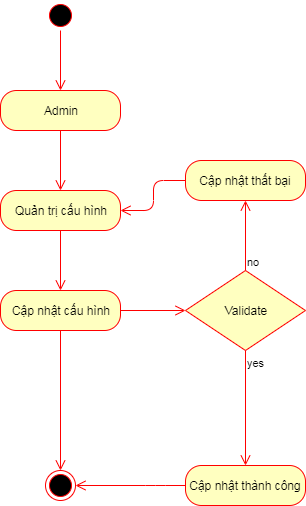 Admin
Cập nhật thất bại
Quản trị cấu hình
no
Cập nhật cấu hình
Validate
yes
Cập nhật thành công